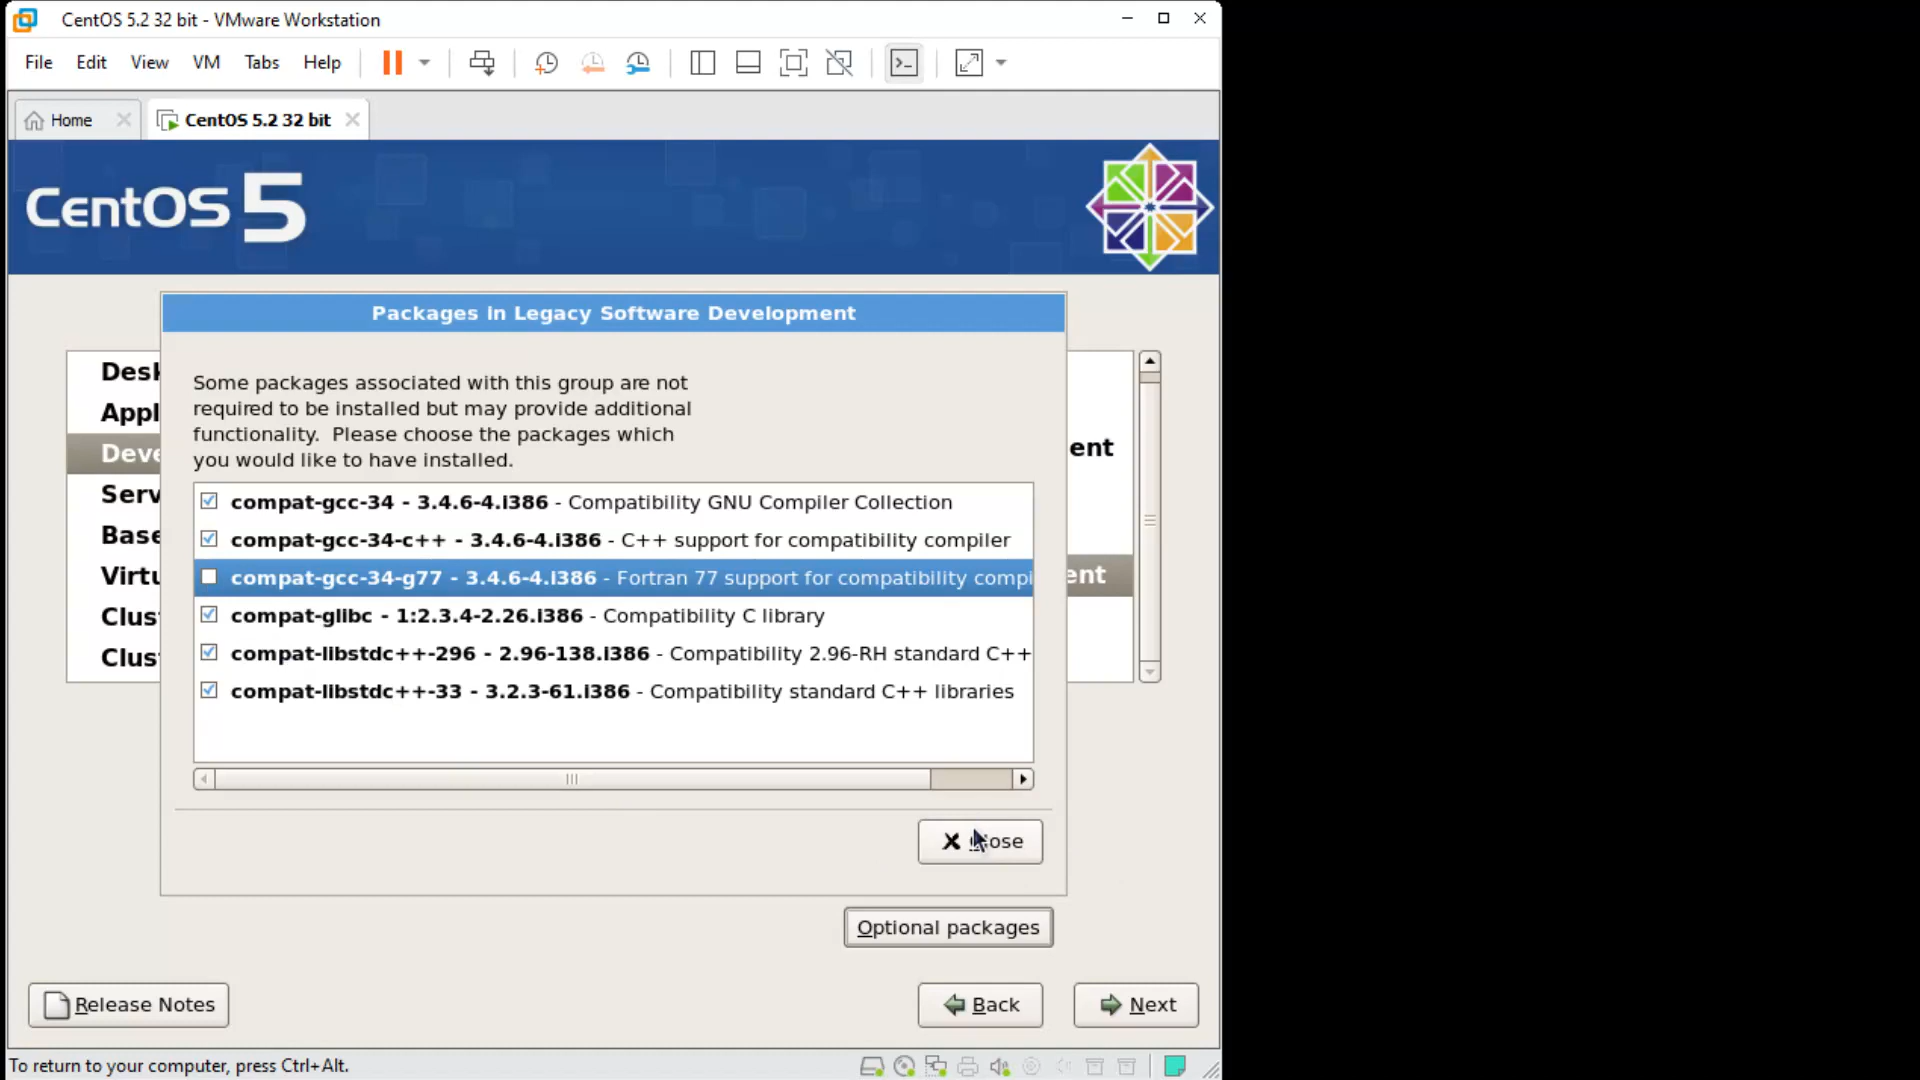 CentOS 5.2 32 bit - VMware Workstation
File Edit View VM Tabs Help
Home CentOS 5.2 32 bit
CentOS 5
Packages in Legacy Software Development
Some packages associated with this group are not
required to be installed but may provide additional
functionality. Please choose the packages which
you would like to have installed.
Desk
Appl
Deve
Serv
Base
Virtu
Clus
Clus
ent
ent
compat-gcc-34 - 3.4.6-4.i386 - Compatibility GNU Compiler Collection
compat-gcc-34-c++ - 3.4.6-4.i386 - C++ support for compatibility compiler
compat-gcc-34-g77 - 3.4.6-4.i386 - Fortran 77 support for compatibility compi
compat-glibc - 1:2.3.4-2.26.i386 - Compatibility C library
compat-libstdc++-296 - 2.96-138.i386 - Compatibility 2.96-RH standard C++
compat-libstdc++-33 - 3.2.3-61.i386 - Compatibility standard C++ libraries
Close
Optional packages
Release Notes
Back
Next
To return to your computer, press Ctrl+Alt.